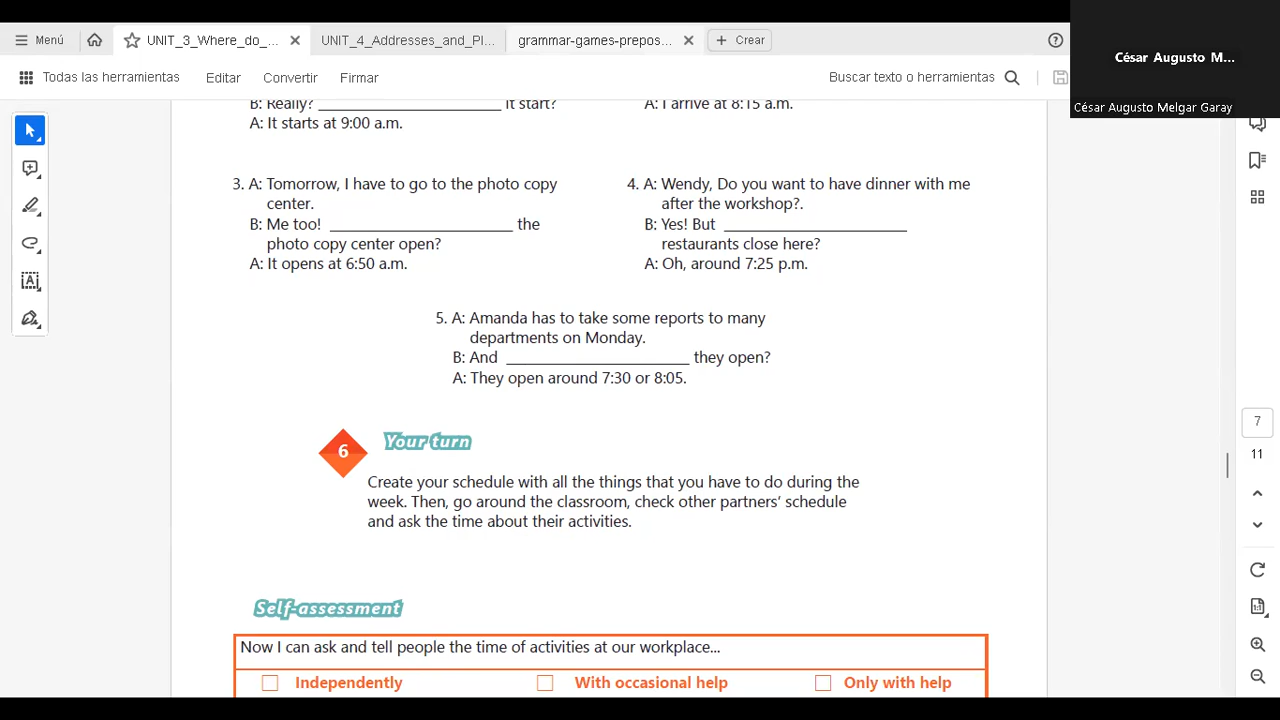 Menú
UNIT_3_Where_do_...
UNIT_4_Addresses_and_Pl...
grammar-games-prepos...
Crear
Todas las herramientas
Editar
Convertir
Firmar
Buscar texto o herramientas
César Augusto M...
César Augusto Melgar Garay
B: Really? ______________________ it start?
A: It starts at 9:00 a.m.
A: I arrive at 8:15 a.m.
3. A: Tomorrow, I have to go to the photo copy
center.
B: Me too! ______________________ the
photo copy center open?
A: It opens at 6:50 a.m.
4. A: Wendy, Do you want to have dinner with me
after the workshop?.
B: Yes! But ______________________
restaurants close here?
A: Oh, around 7:25 p.m.
5. A: Amanda has to take some reports to many
departments on Monday.
B: And ______________________ they open?
A: They open around 7:30 or 8:05.
6
Your turn
Create your schedule with all the things that you have to do during the
week. Then, go around the classroom, check other partners' schedule
and ask the time about their activities.
Self-assessment
Now I can ask and tell people the time of activities at our workplace...
Independently
With occasional help
Only with help
7
11